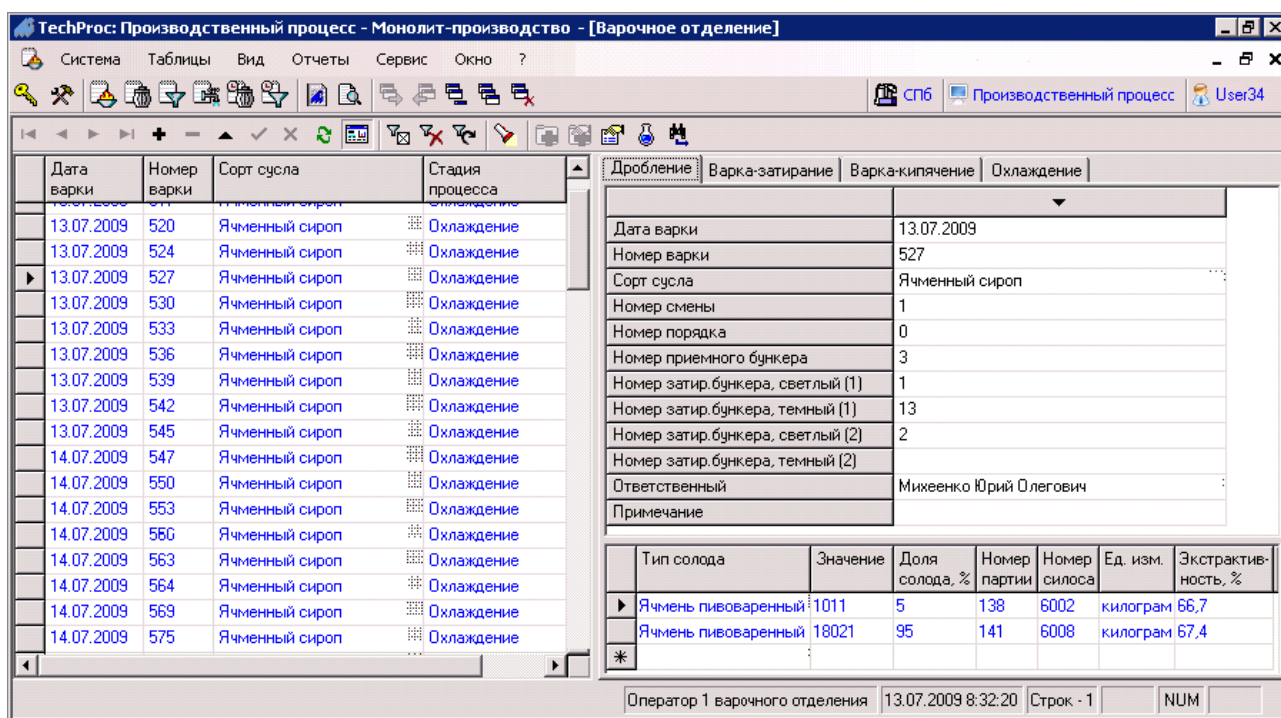 TechProc: Производственный процесс - Монолит-производство - [Варочное отделение]
Система Таблицы Вид Отчеты Сервис Окно ?
СПб Производственный процесс User34
Дата варки Номер варки Сорт сусла Стадия процесса
13.07.2009 520 Ячменный сироп Охлаждение
13.07.2009 524 Ячменный сироп Охлаждение
13.07.2009 527 Ячменный сироп Охлаждение
13.07.2009 530 Ячменный сироп Охлаждение
13.07.2009 533 Ячменный сироп Охлаждение
13.07.2009 536 Ячменный сироп Охлаждение
13.07.2009 539 Ячменный сироп Охлаждение
13.07.2009 542 Ячменный сироп Охлаждение
13.07.2009 545 Ячменный сироп Охлаждение
14.07.2009 547 Ячменный сироп Охлаждение
14.07.2009 550 Ячменный сироп Охлаждение
14.07.2009 553 Ячменный сироп Охлаждение
14.07.2009 Ячменный сироп Охлаждение
14.07.2009 563 Ячменный сироп Охлаждение
14.07.2009 564 Ячменный сироп Охлаждение
14.07.2009 569 Ячменный сироп Охлаждение
14.07.2009 575 Ячменный сироп Охлаждение
Дробление Варка-затирание Варка-кипячение Охлаждение
Дата варки 13.07.2009
Номер варки 527
Сорт сусла Ячменный сироп
Номер смены 1
Номер порядка 0
Номер приемного бункера 3
Номер затир.бункера, светлый (1) 1
Номер затир.бункера, темный (1) 13
Номер затир.бункера, светлый (2) 2
Номер затир.бункера, темный (2)
Ответственный Михеенко Юрий Олегович
Примечание
Тип солода Значение Доля солода, % Номер партии Номер силоса Ед. изм. Экстрактив-ность, %
Ячмень пивоваренный 1011 5 138 6002 килограм 66,7
Ячмень пивоваренный 18021 95 141 6008 килограм 67,4
Оператор 1 варочного отделения 13.07.2009 8:32:20 Строк - 1 NUM